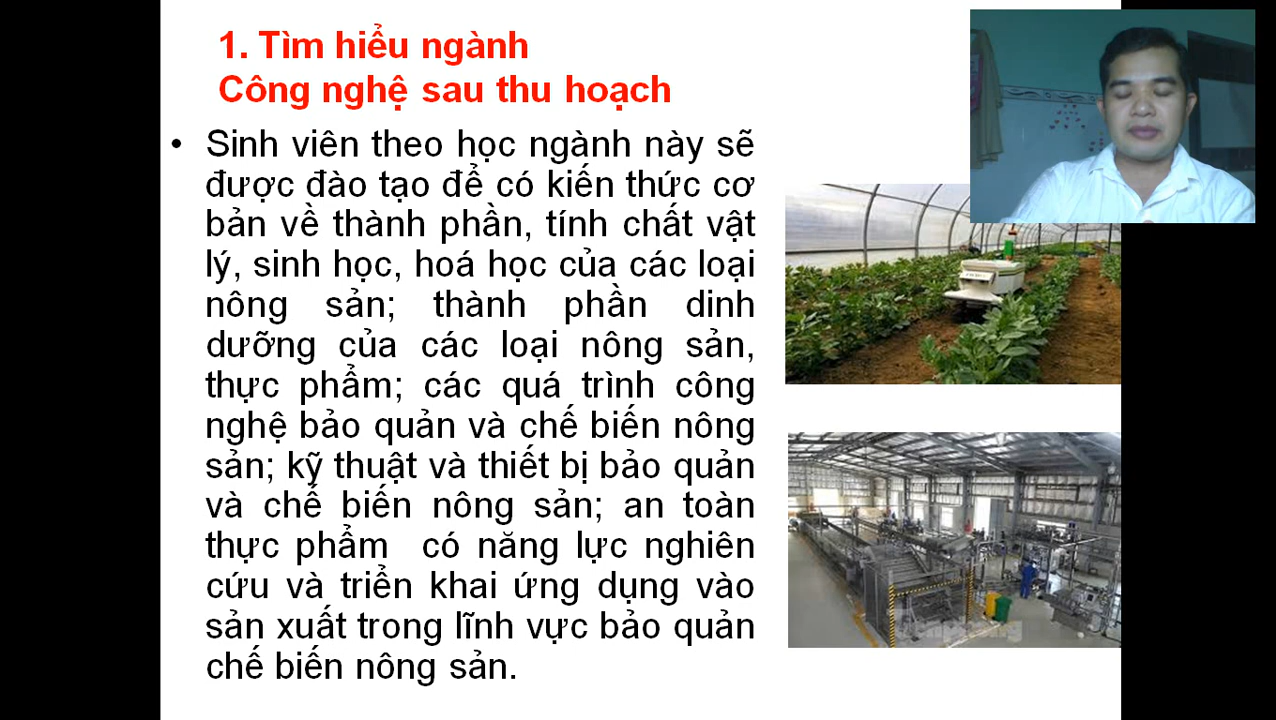 1. Tìm hiểu ngành
Công nghệ sau thu hoạch
• Sinh viên theo học ngành này sẽ
được đào tạo để có kiến thức cơ
bản về thành phần, tính chất vật
lý, sinh học, hoá học của các loại
nông sản; thành phần dinh
dưỡng của các loại nông sản,
thực phẩm; các quá trình công
nghệ bảo quản và chế biến nông
sản; kỹ thuật và thiết bị bảo quản
và chế biến nông sản; an toàn
thực phẩm có năng lực nghiên
cứu và triển khai ứng dụng vào
sản xuất trong lĩnh vực bảo quản
chế biến nông sản.